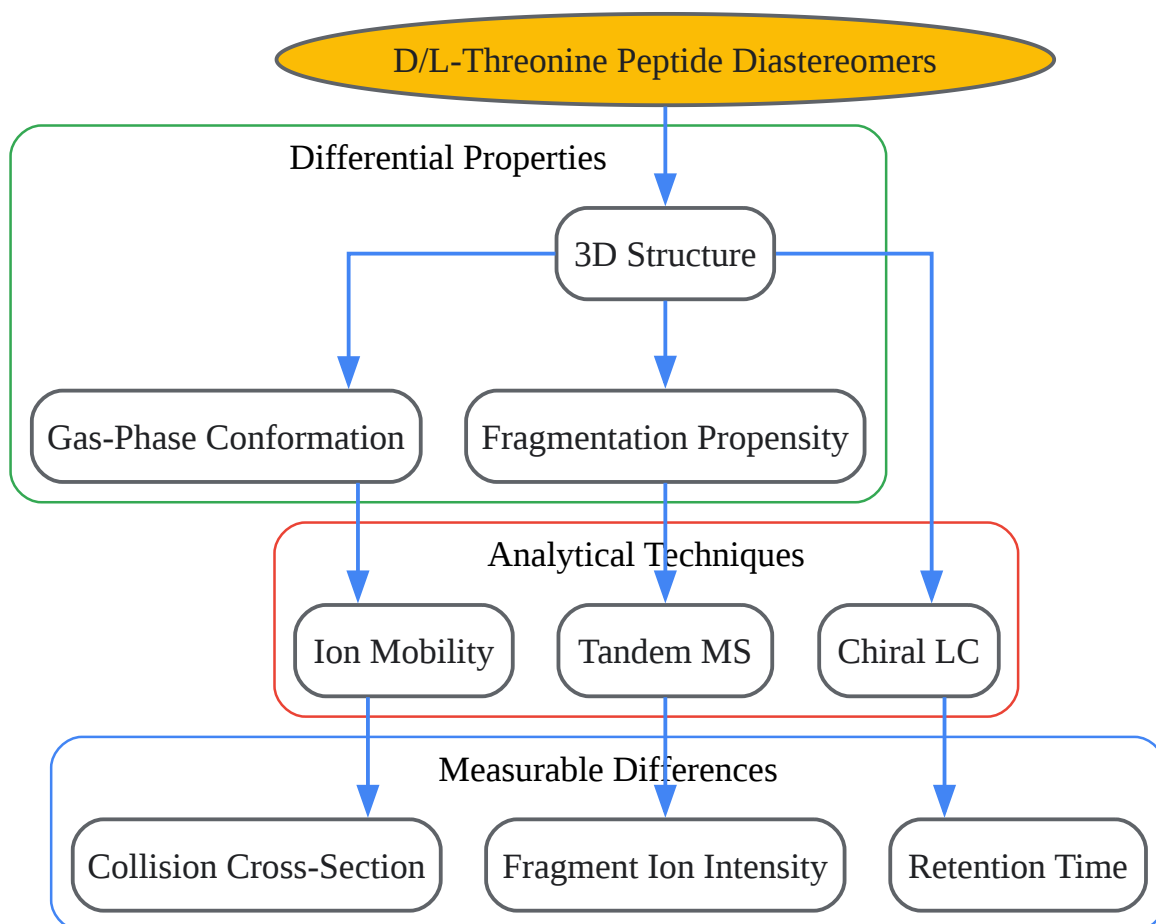 D/L-Threonine Peptide Diastereomers
Differential Properties
3D Structure
Gas-Phase Conformation
Fragmentation Propensity
Analytical Techniques
Ion Mobility
Tandem MS
Chiral LC
Measurable Differences
Collision Cross-Section
Fragment Ion Intensity
Retention Time